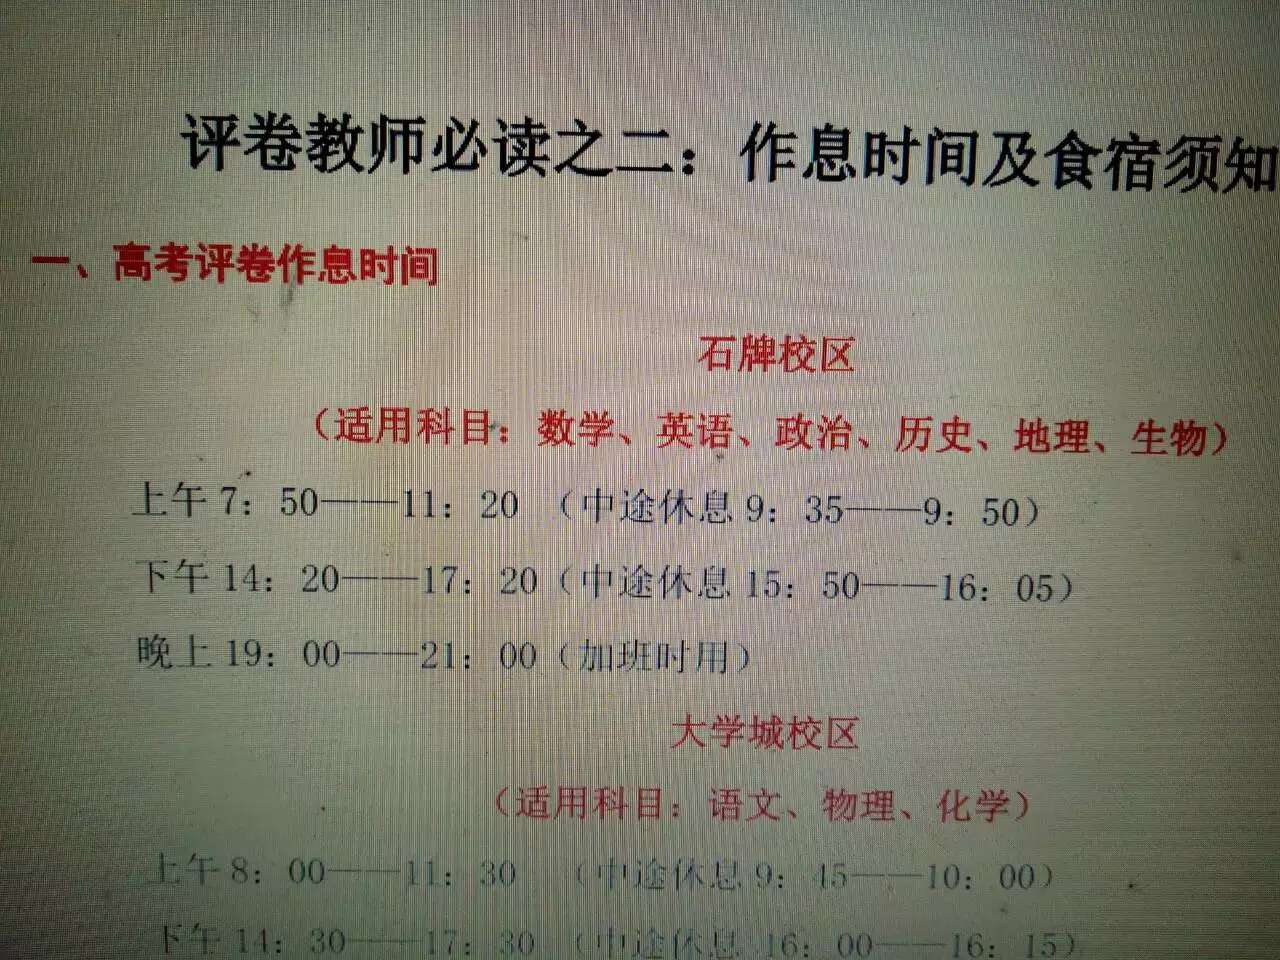 评卷教师必读之二：作息时间及食宿须知
一、高考评卷作息时间
石牌校区
（适用科目：数学、英语、政治、历史、地理、生物）
上午 7：50——11：20 （中途休息 9：35——9：50）
下午 14：20——17：20（中途休息 15：50——16：05）
晚上 19：00——21：00（加班时用）
大学城校区
（适用科目：语文、物理、化学）
上午 8：00——11：30 （中途休息 9：45——10：00）
下午 14：30——17：30 （中途休息 16：00——16：15）